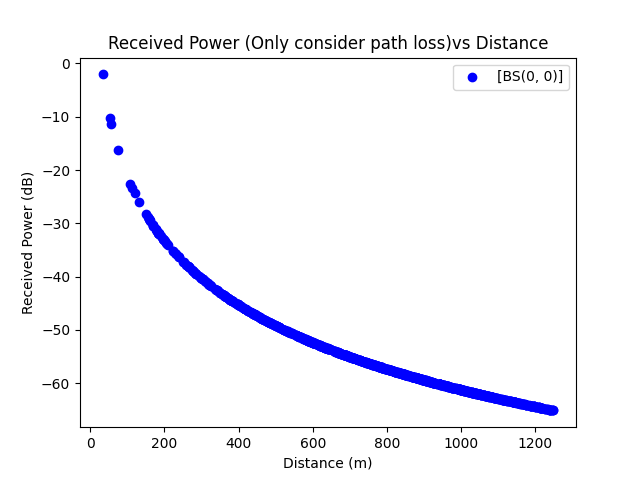 Received Power (Only consider path loss)vs Distance
[BS(0, 0)]
Received Power (dB)
0
−10
−20
−30
−40
−50
−60
0 200 400 600 800 1000 1200
Distance (m)